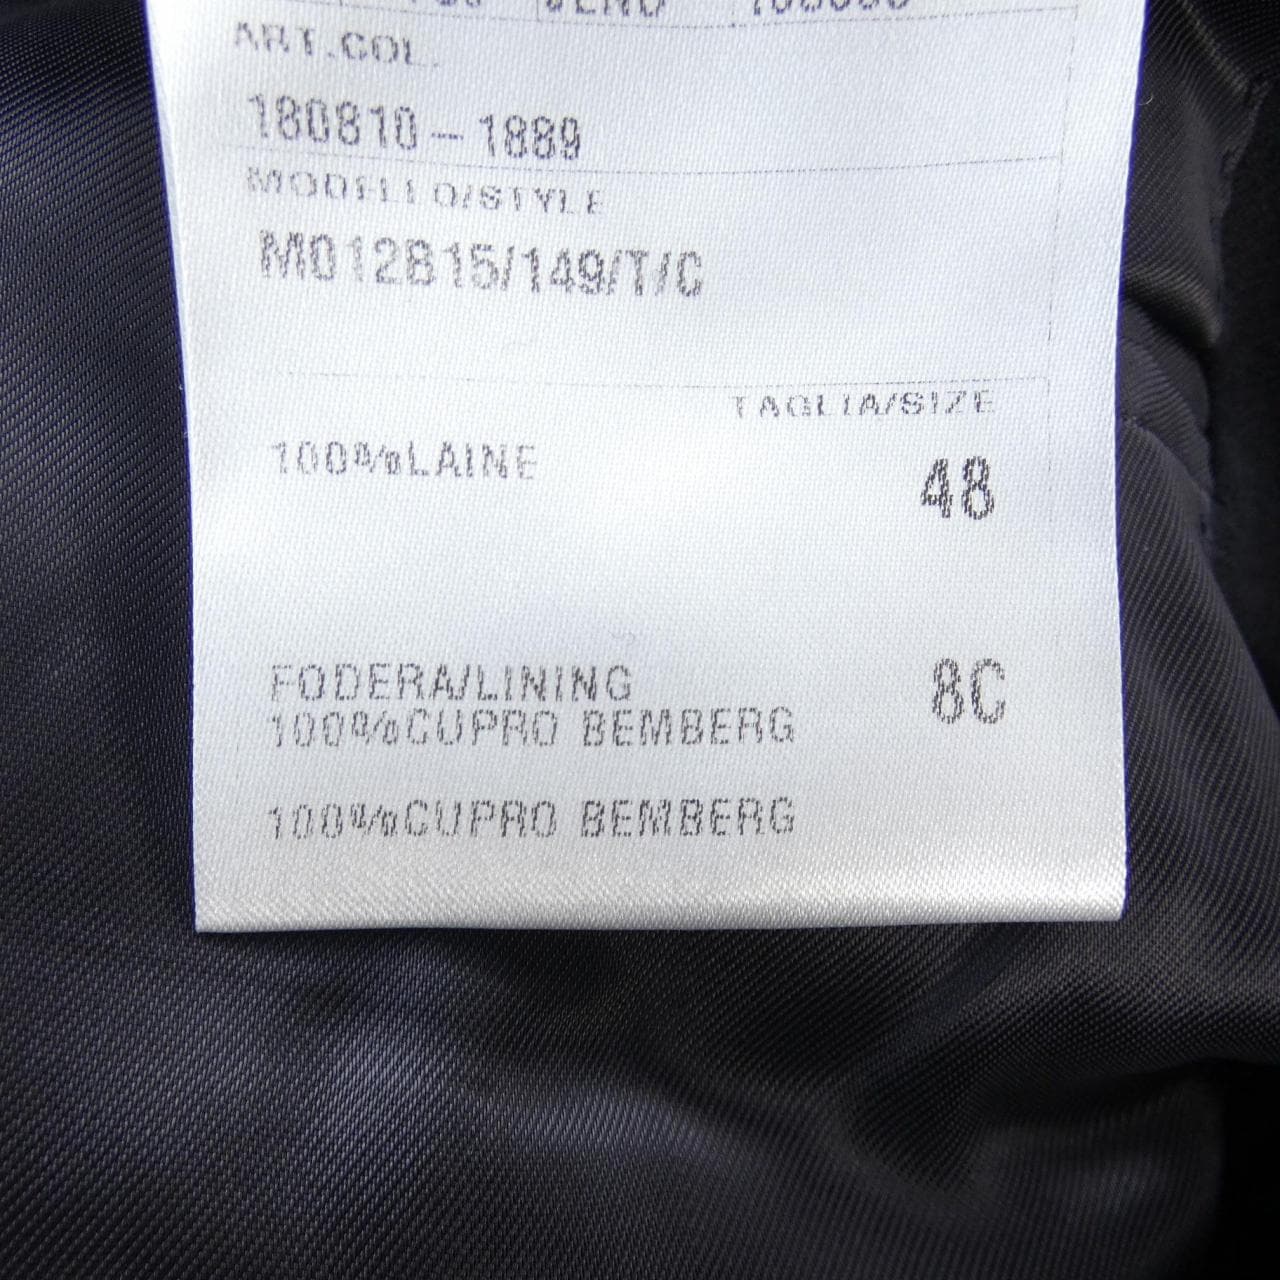 ART.COL.
180810-1889
MODELLO/STYLE
M012B15/149/T/C
TAGLIA/SIZE
100%LAINE
48
FODERA/LINING
8C
100%CUPRO BEMBERG
100%CUPRO BEMBERG